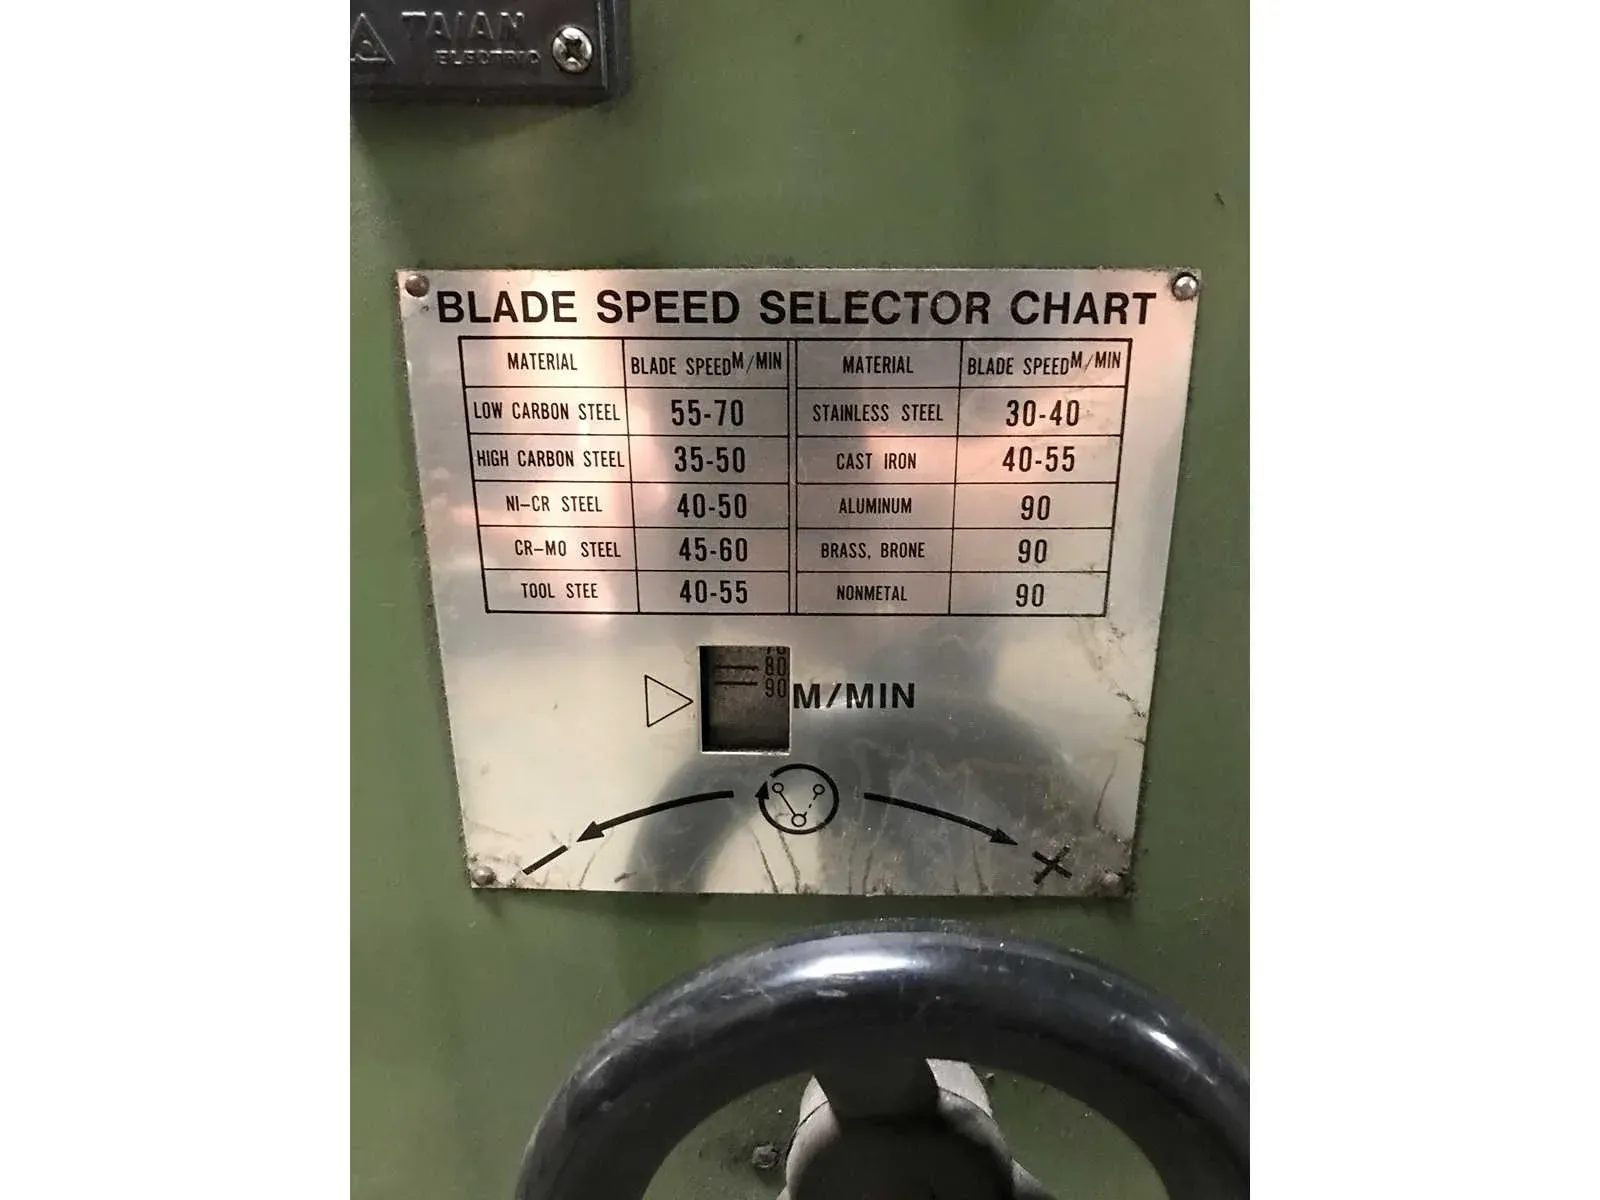 TAIAN
ELECTRIC
BLADE SPEED SELECTOR CHART
MATERIAL BLADE SPEED M/MIN MATERIAL BLADE SPEED M/MIN
LOW CARBON STEEL 55-70 STAINLESS STEEL 30-40
HIGH CARBON STEEL 35-50 CAST IRON 40-55
NI-CR STEEL 40-50 ALUMINUM 90
CR-MO STEEL 45-60 BRASS, BRONE 90
TOOL STEE 40-55 NONMETAL 90
70
80
90 M/MIN
- +